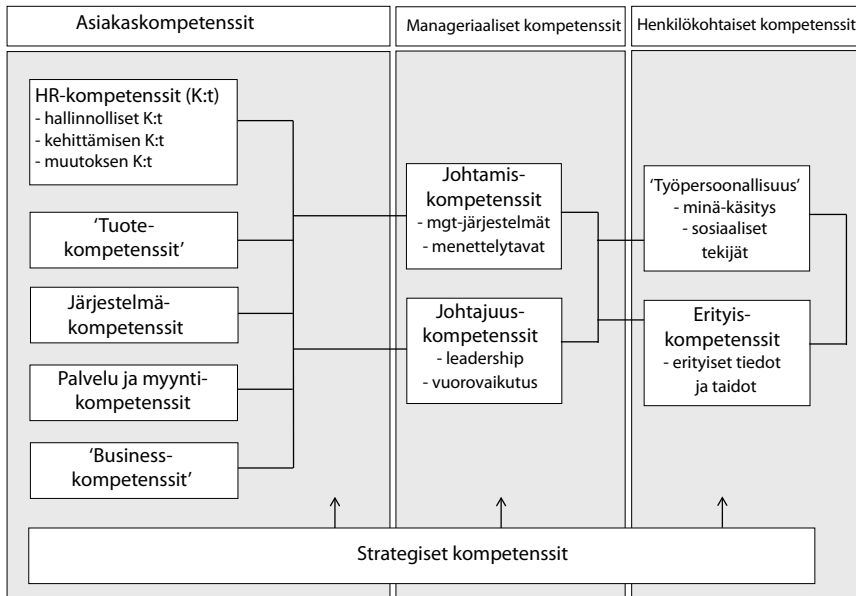 Asiakaskompetenssit
Manageriaaliset kompetenssit
Henkilökohtaiset kompetenssit
HR-kompetenssit (K:t)
- hallinnolliset K:t
- kehittämisen K:t
- muutoksen K:t
‘Tuote-
kompetenssit’
Järjestelmä-
kompetenssit
Palvelu ja myynti-
kompetenssit
‘Business-
kompetenssit’
Johtamis-
kompetenssit
- mgt-järjestelmät
- menettelytavat
Johtajuus-
kompetenssit
- leadership
- vuorovaikutus
‘Työpersoonallisuus’
- minä-käsitys
- sosiaaliset
tekijät
Erityis-
kompetenssit
- erityiset tiedot
ja taidot
Strategiset kompetenssit